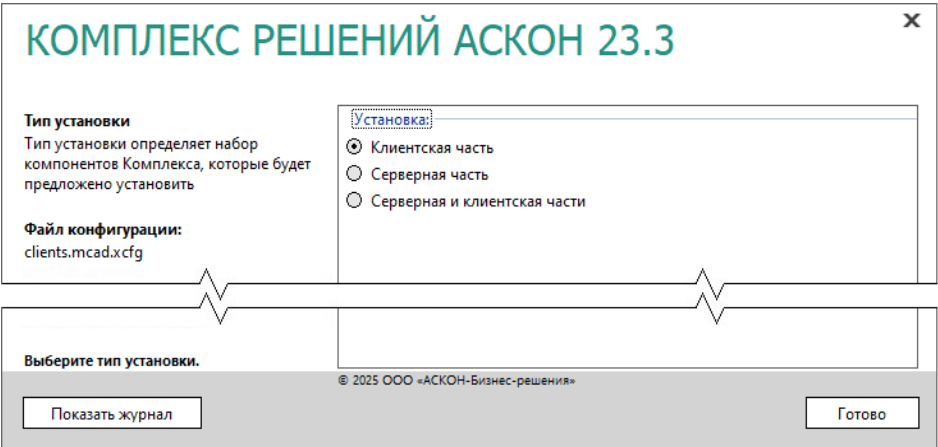 КОМПЛЕКС РЕШЕНИЙ АСКОН 23.3
Тип установки
Тип установки определяет набор
компонентов Комплекса, которые будет
предложено установить
Файл конфигурации:
clients.mcad.xcfg
Установка:
Клиентская часть
Серверная часть
Серверная и клиентская части
Выберите тип установки.
© 2025 ООО «АСКОН-Бизнес-решения»
Показать журнал
Готово